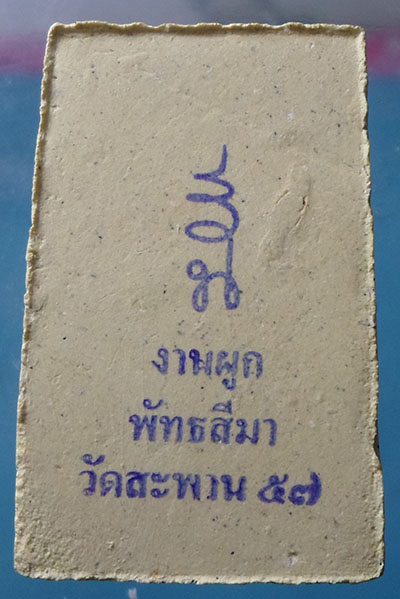 งานผูก
พัทธสีมา
วัดสะพาน ๕๗